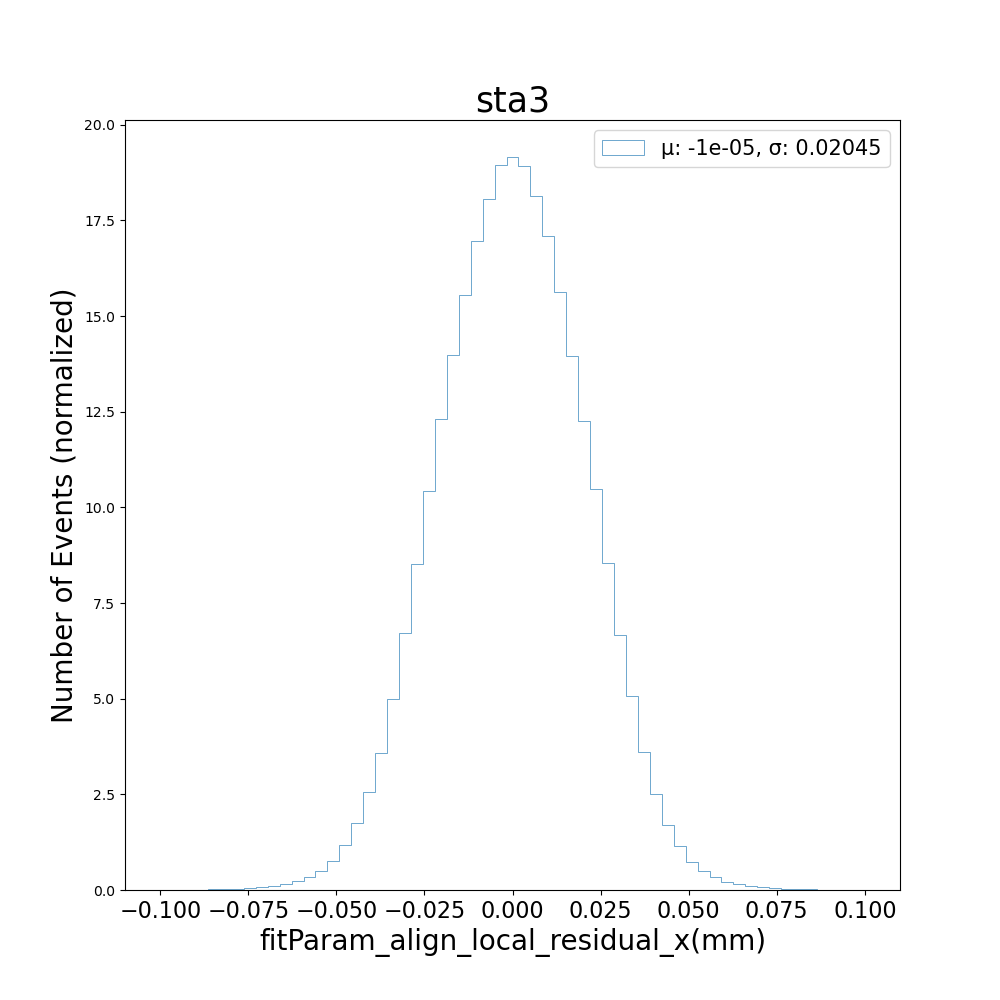 sta3
μ: -1e-05, σ: 0.02045
Number of Events (normalized)
20.0
17.5
15.0
12.5
10.0
7.5
5.0
2.5
0.0
−0.100 −0.075 −0.050 −0.025 0.000 0.025 0.050 0.075 0.100
fitParam_align_local_residual_x(mm)